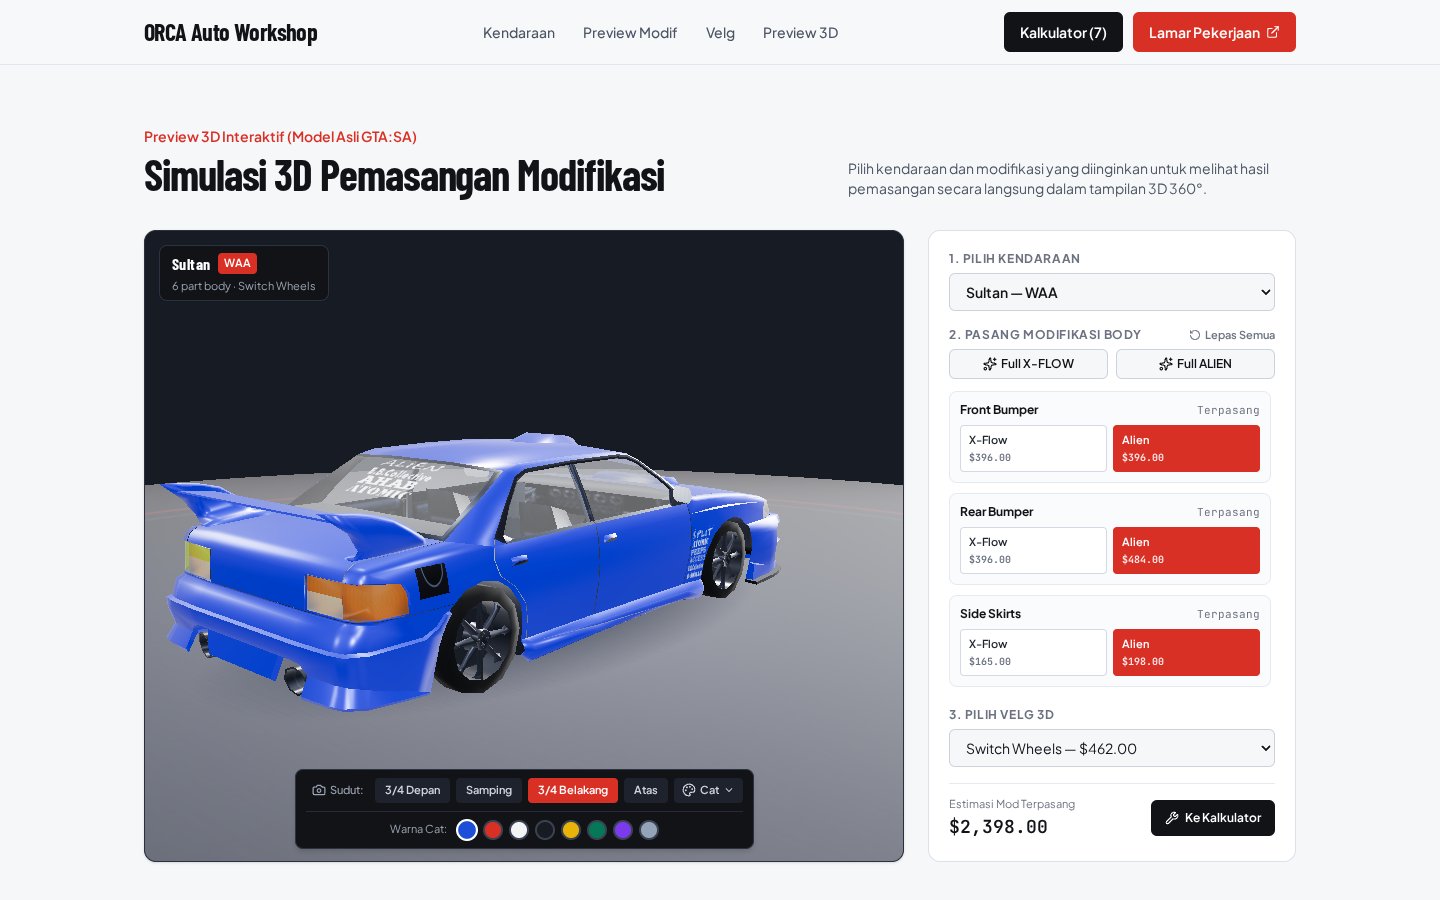 ORCA Auto Workshop
Kendaraan
Preview Modif
Velg
Preview 3D
Kalkulator (7)
Lamar Pekerjaan
Preview 3D Interaktif (Model Asli GTA:SA)
Simulasi 3D Pemasangan Modifikasi
Pilih kendaraan dan modifikasi yang diinginkan untuk melihat hasil
pemasangan secara langsung dalam tampilan 3D 360°.
Sultan WAA
6 part body · Switch Wheels
ALIEN
AHAB
ATOMIC
Sudut:
3/4 Depan
Samping
3/4 Belakang
Atas
Cat
Warna Cat:
1. PILIH KENDARAAN
Sultan — WAA
2. PASANG MODIFIKASI BODY
Lepas Semua
Full X-FLOW
Full ALIEN
Front Bumper
Terpasang
X-Flow
$396.00
Alien
$396.00
Rear Bumper
Terpasang
X-Flow
$396.00
Alien
$484.00
Side Skirts
Terpasang
X-Flow
$165.00
Alien
$198.00
3. PILIH VELG 3D
Switch Wheels — $462.00
Estimasi Mod Terpasang
$2,398.00
Ke Kalkulator